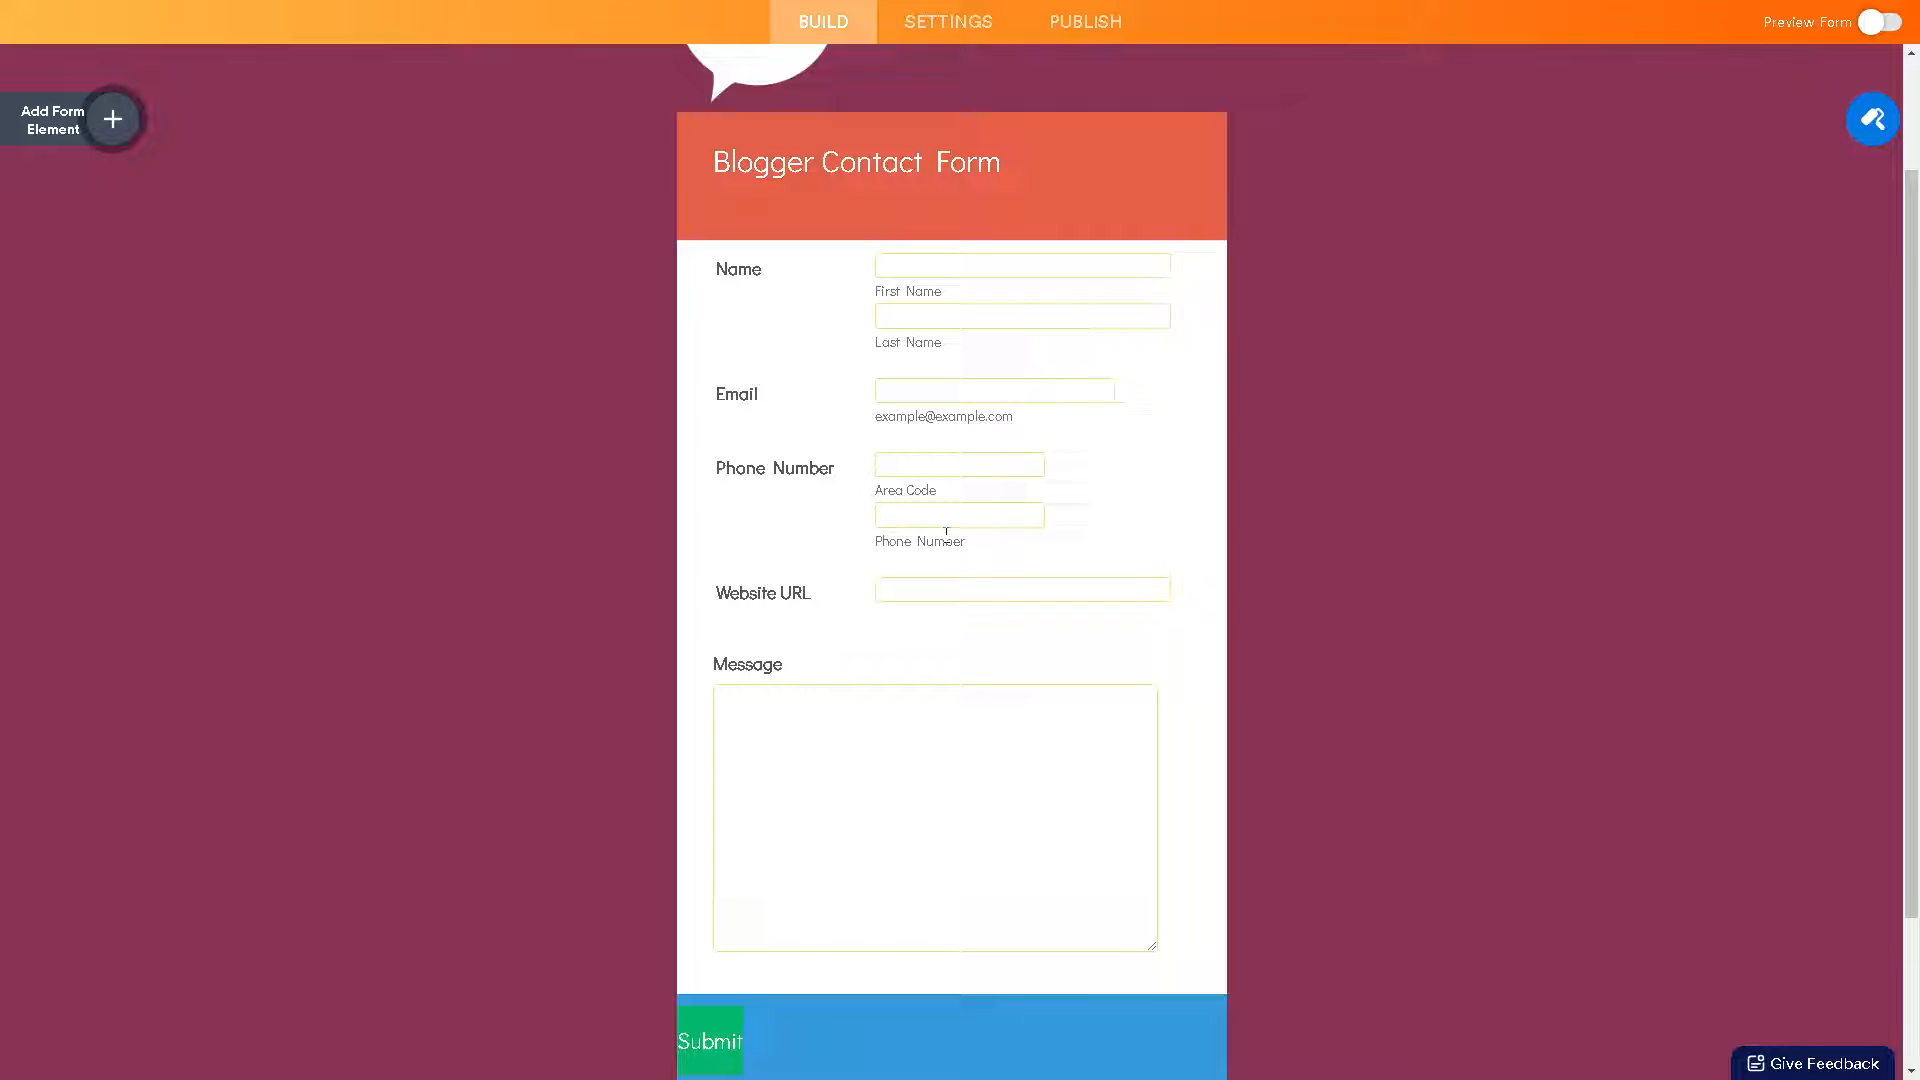 BUILD
SETTINGS
PUBLISH
Preview Form
Add Form
Element
Blogger Contact Form
Name
First Name
Last Name
Email
example@example.com
Phone Number
Area Code
Phone Number
Website URL
Message
Submit
Give Feedback